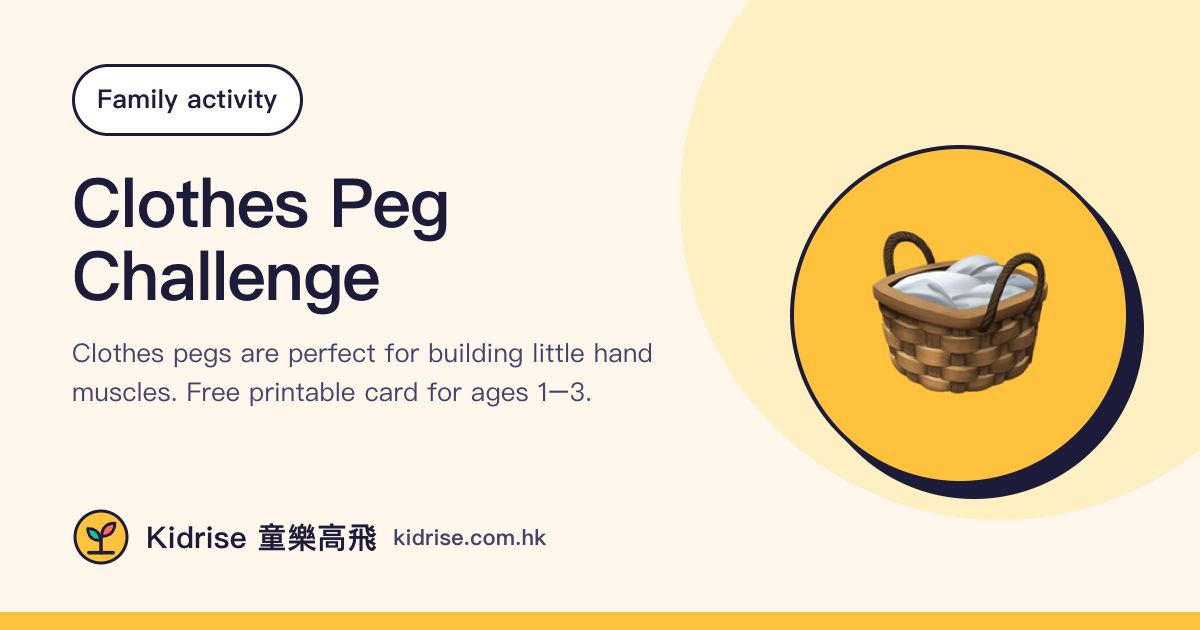 Family activity
Clothes Peg
Challenge
Clothes pegs are perfect for building little hand
muscles. Free printable card for ages 1–3.
Kidrise 童樂高飛 kidrise.com.hk